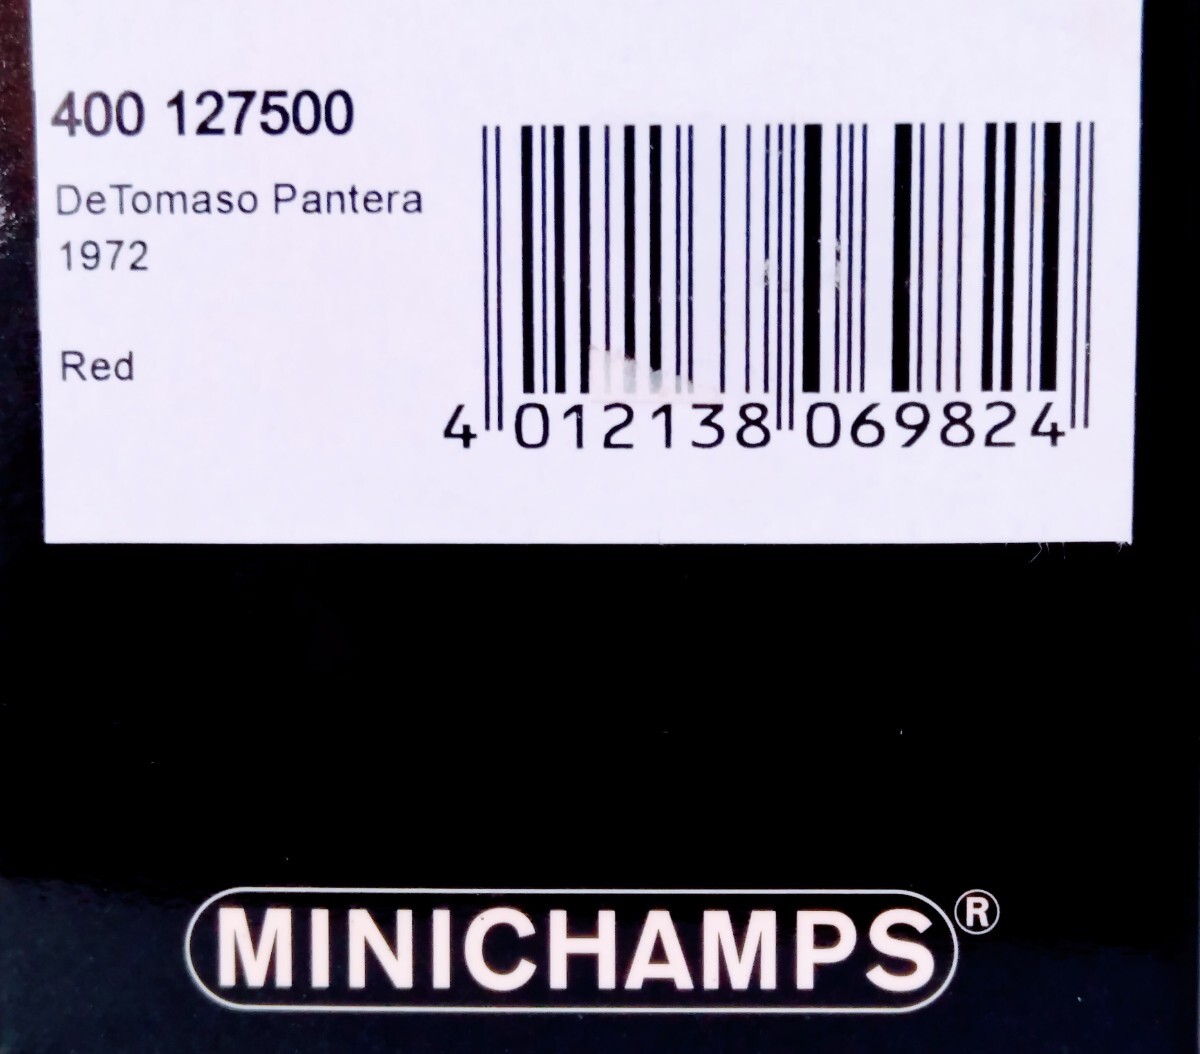 400 127500
DeTomaso Pantera
1972
Red
4 012138 069824
MINICHAMPS®